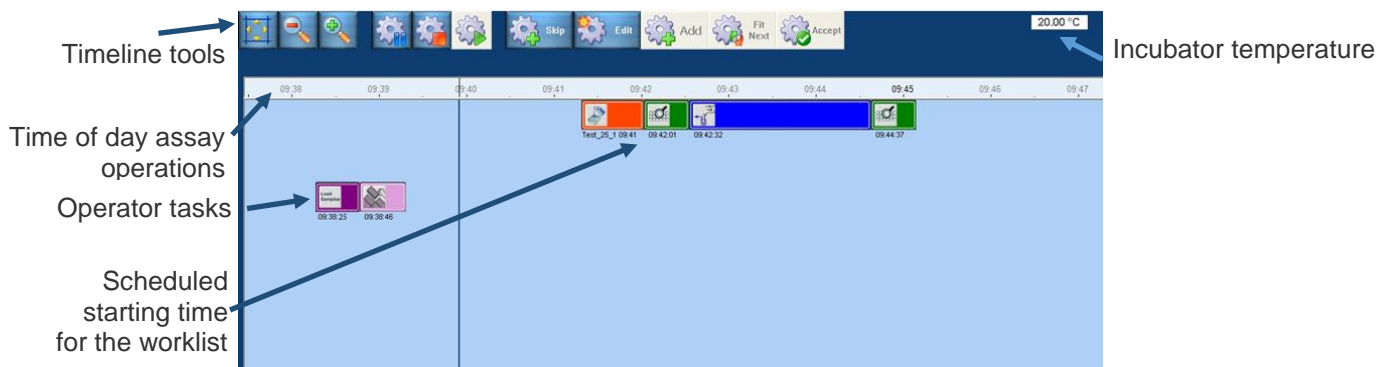 Timeline tools
Skip
Edit
Add
Fit
Next
Accept
20.00 °C
Incubator temperature
09:38 09:39 09:40 09:41 09:42 09:43 09:44 09:45 09:46 09:47
Time of day assay
operations
Test_25_1 09:41 09:42:01 09:42:32 09:44:37
Operator tasks
Load
Samples
09:38:25 09:38:46
Scheduled
starting time
for the worklist